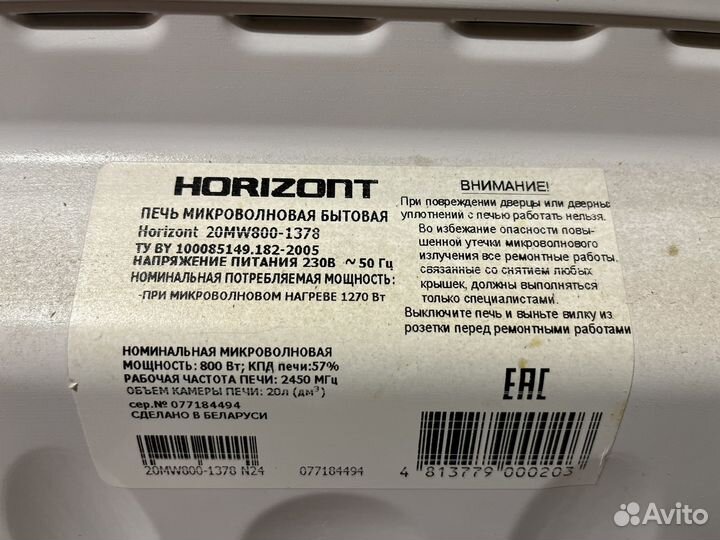 HORIZONT
ПЕЧЬ МИКРОВОЛНОВАЯ БЫТОВАЯ
Horizont 20MW800-1378
ТУ BY 100085149.182-2005
НАПРЯЖЕНИЕ ПИТАНИЯ 230В ~ 50 Гц
НОМИНАЛЬНАЯ ПОТРЕБЛЯЕМАЯ МОЩНОСТЬ:
-ПРИ МИКРОВОЛНОВОМ НАГРЕВЕ 1270 Вт
НОМИНАЛЬНАЯ МИКРОВОЛНОВАЯ
МОЩНОСТЬ: 800 Вт; КПД печи:57%
РАБОЧАЯ ЧАСТОТА ПЕЧИ: 2450 МГц
ОБЪЕМ КАМЕРЫ ПЕЧИ: 20л (дм³)
сер.№ 077184494
СДЕЛАНО В БЕЛАРУСИ
20MW800-1378 N24 077184494
ВНИМАНИЕ!
При повреждении дверцы или дверных
уплотнений с печью работать нельзя.
Во избежание опасности повы-
шенной утечки микроволнового
излучения все ремонтные работы,
связанные со снятием любых
крышек, должны выполняться
только специалистами.
Выключите печь и выньте вилку из
розетки перед ремонтными работами
EAC
4 813779 000203
Avito